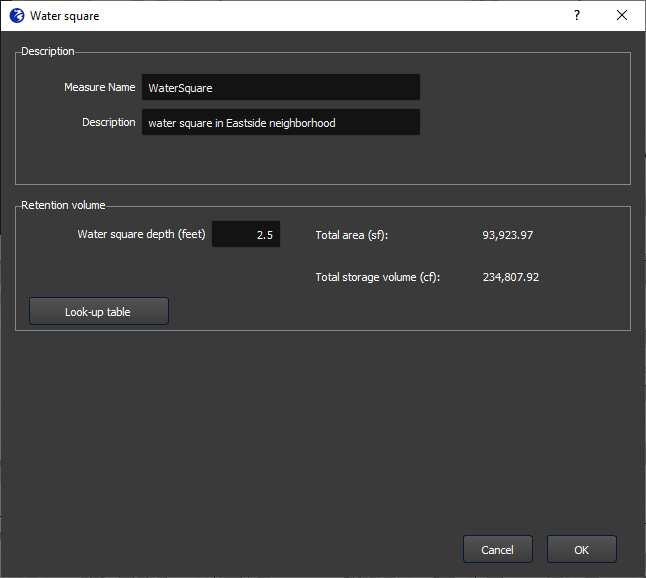 Water square
?
Description
Measure Name WaterSquare
Description water square in Eastside neighborhood
Retention volume
Water square depth (feet) 2.5 Total area (sf): 93,923.97
Total storage volume (cf): 234,807.92
Look-up table
Cancel OK